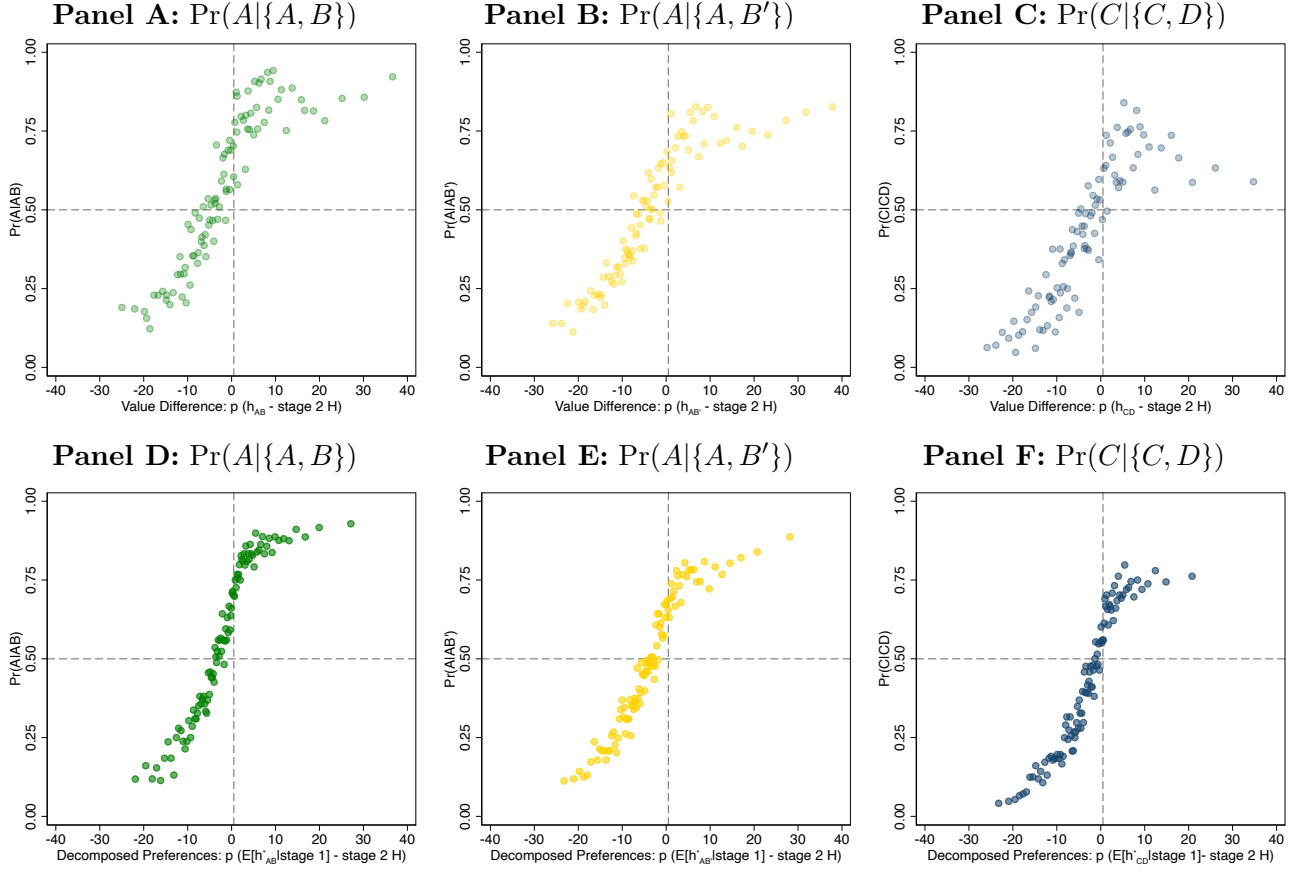 Panel A: Pr(A|{A, B})
Pr(A|AB)
1.00
0.75
0.50
0.25
0.00
-40 -30 -20 -10 0 10 20 30 40
Value Difference: p (h_AB - stage 2 H)
Panel B: Pr(A|{A, B′})
Pr(A|AB')
1.00
0.75
0.50
0.25
0.00
-40 -30 -20 -10 0 10 20 30 40
Value Difference: p (h_AB' - stage 2 H)
Panel C: Pr(C|{C, D})
Pr(C|CD)
1.00
0.75
0.50
0.25
0.00
-40 -30 -20 -10 0 10 20 30 40
Value Difference: p (h_CD - stage 2 H)
Panel D: Pr(A|{A, B})
Pr(A|AB)
1.00
0.75
0.50
0.25
0.00
-40 -30 -20 -10 0 10 20 30 40
Decomposed Preferences: p (E[h*_AB|stage 1] - stage 2 H)
Panel E: Pr(A|{A, B′})
Pr(A|AB')
1.00
0.75
0.50
0.25
0.00
-40 -30 -20 -10 0 10 20 30 40
Decomposed Preferences: p (E[h*_AB'|stage 1] - stage 2 H)
Panel F: Pr(C|{C, D})
Pr(C|CD)
1.00
0.75
0.50
0.25
0.00
-40 -30 -20 -10 0 10 20 30 40
Decomposed Preferences: p (E[h*_CD|stage 1]- stage 2 H)